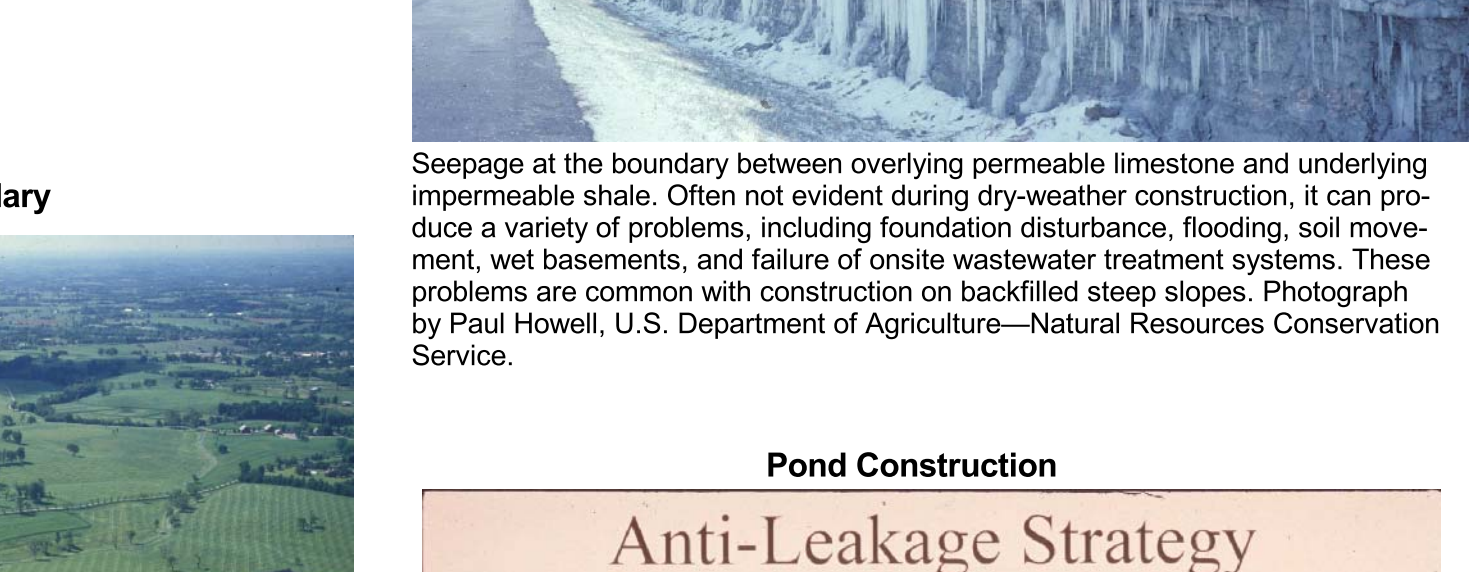 Seepage at the boundary between overlying permeable limestone and underlying
impermeable shale. Often not evident during dry-weather construction, it can pro-
duce a variety of problems, including foundation disturbance, flooding, soil move-
ment, wet basements, and failure of onsite wastewater treatment systems. These
problems are common with construction on backfilled steep slopes. Photograph
by Paul Howell, U.S. Department of Agriculture—Natural Resources Conservation
Service.
Pond Construction
Anti-Leakage Strategy